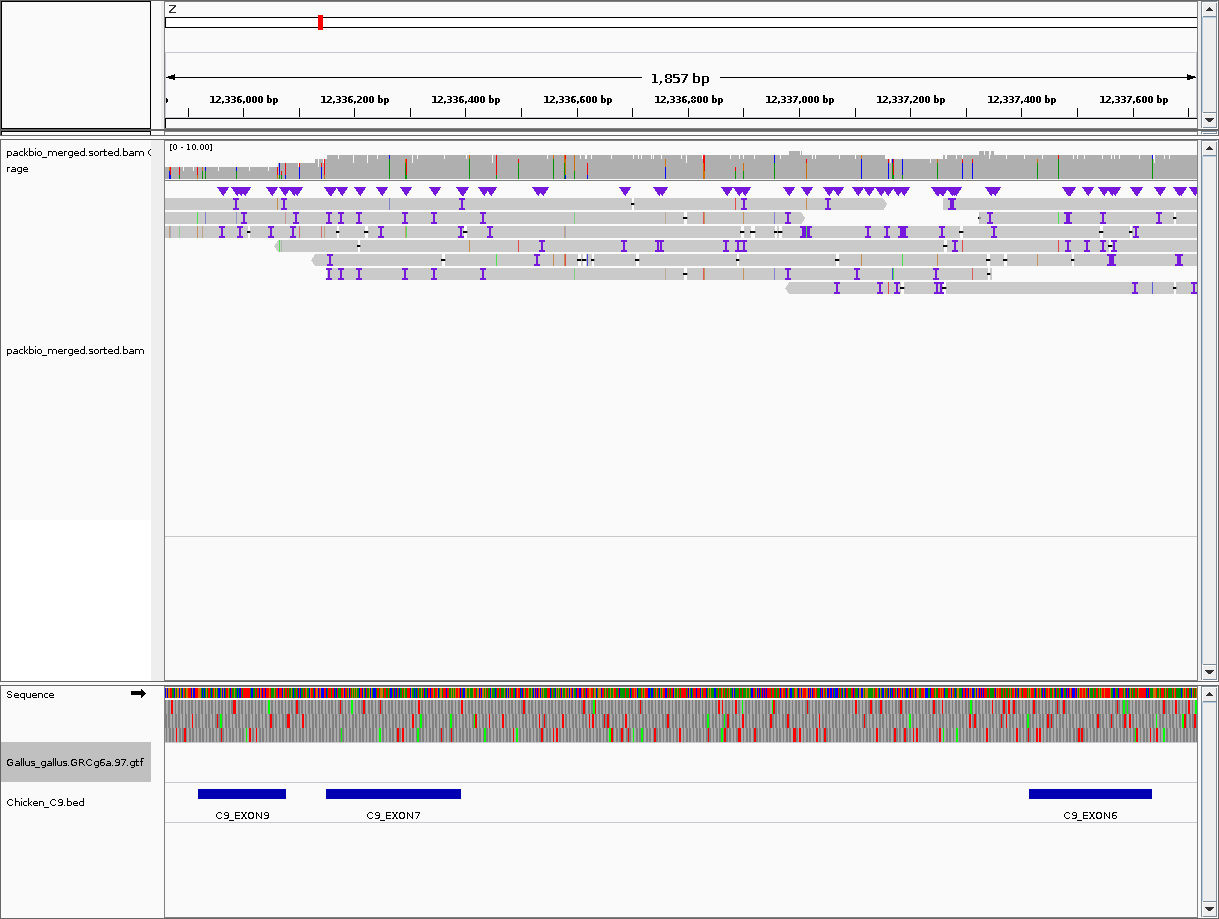 Z
1,857 bp
12,336,000 bp 12,336,200 bp 12,336,400 bp 12,336,600 bp 12,336,800 bp 12,337,000 bp 12,337,200 bp 12,337,400 bp 12,337,600 bp
[0 - 10.00]
packbio_merged.sorted.bam C
rage
packbio_merged.sorted.bam
Sequence
Gallus_gallus.GRCg6a.97.gtf
Chicken_C9.bed
C9_EXON9 C9_EXON7 C9_EXON6